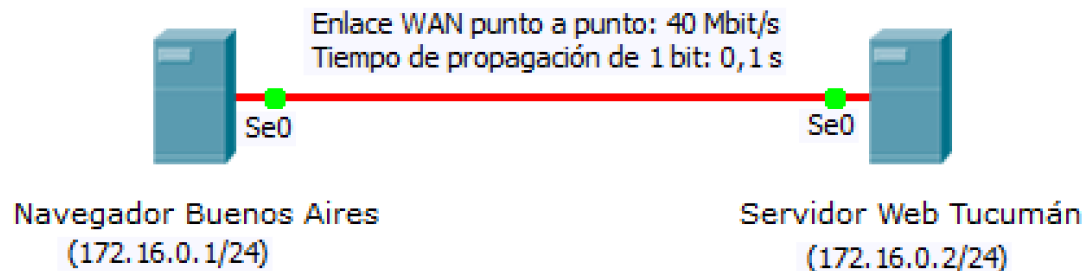 Enlace WAN punto a punto: 40 Mbit/s
Tiempo de propagación de 1 bit: 0,1 s
Se0
Se0
Navegador Buenos Aires
(172.16.0.1/24)
Servidor Web Tucumán
(172.16.0.2/24)